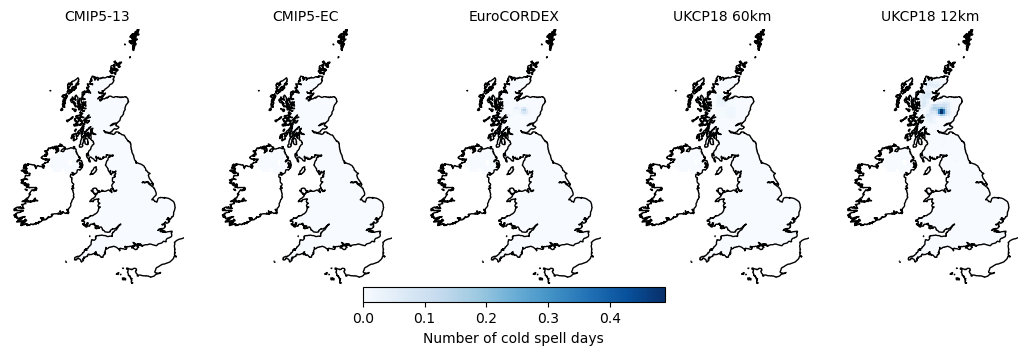 CMIP5-13 CMIP5-EC EuroCORDEX UKCP18 60km UKCP18 12km
0.0 0.1 0.2 0.3 0.4
Number of cold spell days